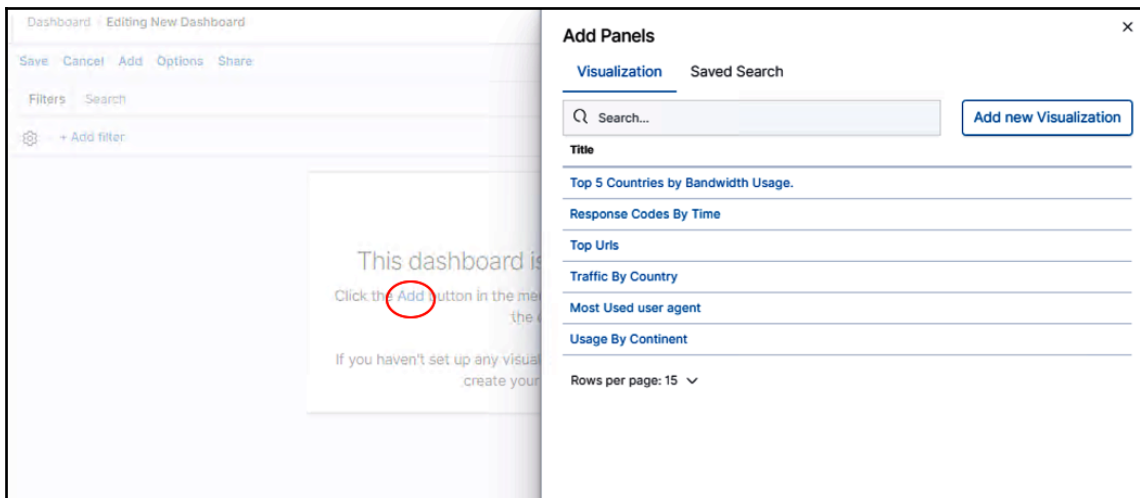 Dashboard Editing New Dashboard
Save Cancel Add Options Share
Filters Search
+ Add filter
This dashboard is
Click the Add button in the me
the
If you haven't set up any visual
create your
Add Panels
Visualization Saved Search
Search... Add new Visualization
Title
Top 5 Countries by Bandwidth Usage.
Response Codes By Time
Top Urls
Traffic By Country
Most Used user agent
Usage By Continent
Rows per page: 15